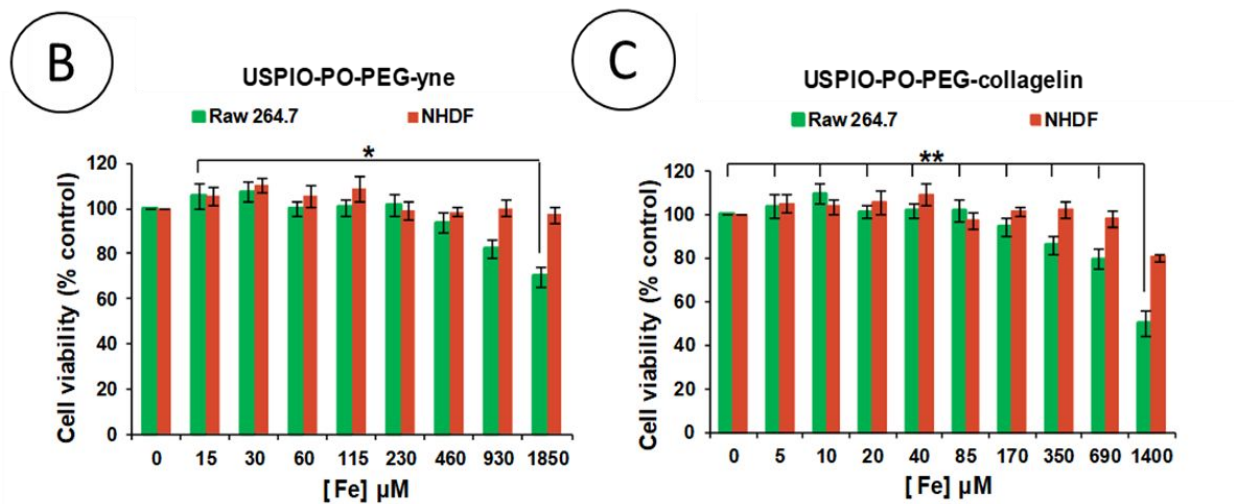 B
USPIO-PO-PEG-yne
Raw 264.7 NHDF
*
Cell viability (% control)
120
100
80
60
40
20
0
0 15 30 60 115 230 460 930 1850
[Fe] µM
C
USPIO-PO-PEG-collagelin
Raw 264.7 NHDF
**
Cell viability (% control)
120
100
80
60
40
20
0
0 5 10 20 40 85 170 350 690 1400
[Fe] µM